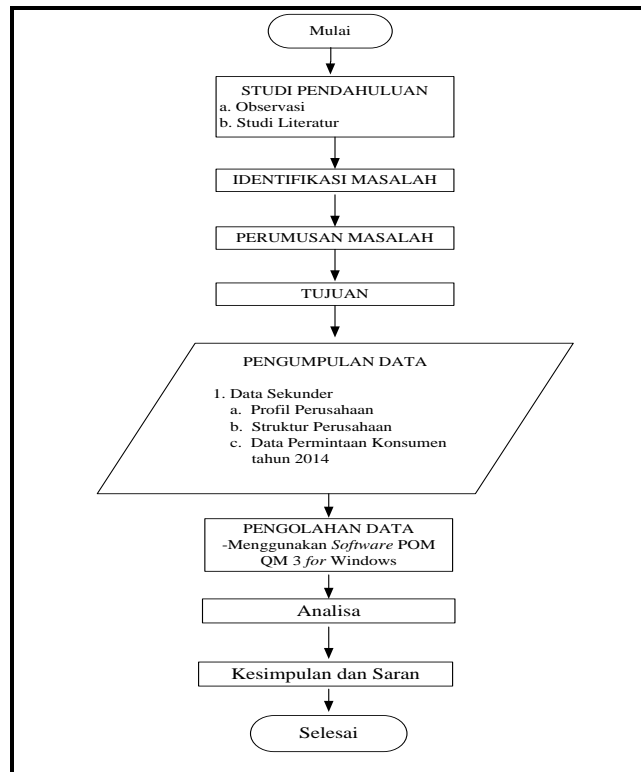 Mulai
STUDI PENDAHULUAN
a. Observasi
b. Studi Literatur
IDENTIFIKASI MASALAH
PERUMUSAN MASALAH
TUJUAN
PENGUMPULAN DATA
1. Data Sekunder
a. Profil Perusahaan
b. Struktur Perusahaan
c. Data Permintaan Konsumen
tahun 2014
PENGOLAHAN DATA
-Menggunakan Software POM
QM 3 for Windows
Analisa
Kesimpulan dan Saran
Selesai